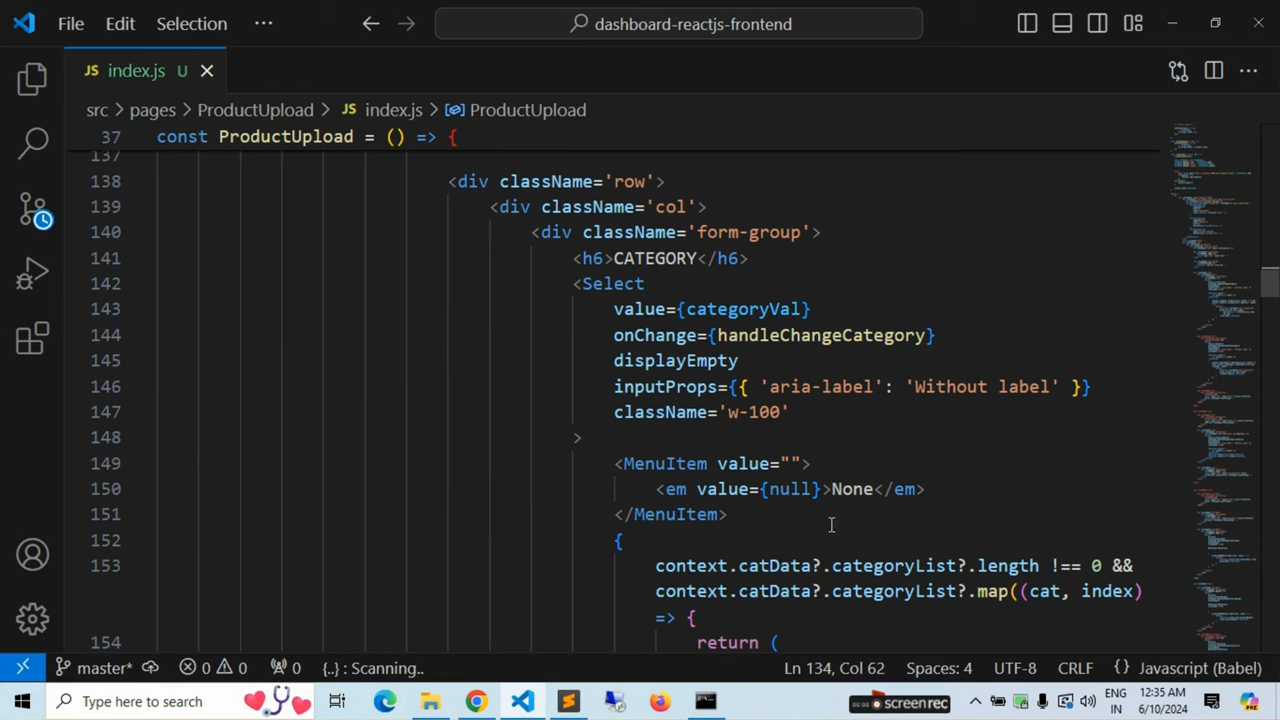 File Edit Selection ··· dashboard-reactjs-frontend
JS index.js U
src > pages > ProductUpload > JS index.js > ProductUpload
37 const ProductUpload = () => {
137
138 <div className='row'>
139 <div className='col'>
140 <div className='form-group'>
141 <h6>CATEGORY</h6>
142 <Select
143 value={categoryVal}
144 onChange={handleChangeCategory}
145 displayEmpty
146 inputProps={{ 'aria-label': 'Without label' }}
147 className='w-100'
148 >
149 <MenuItem value="">
150 <em value={null}>None</em>
151 </MenuItem>
152 {
153 context.catData?.categoryList?.length !== 0 &&
context.catData?.categoryList?.map((cat, index)
=> {
154 return (
master* 0 0 0 {..} : Scanning.. Ln 134, Col 62 Spaces: 4 UTF-8 CRLF {} Javascript (Babel)
Type here to search screen rec ENG 12:35 AM
IN 6/10/2024